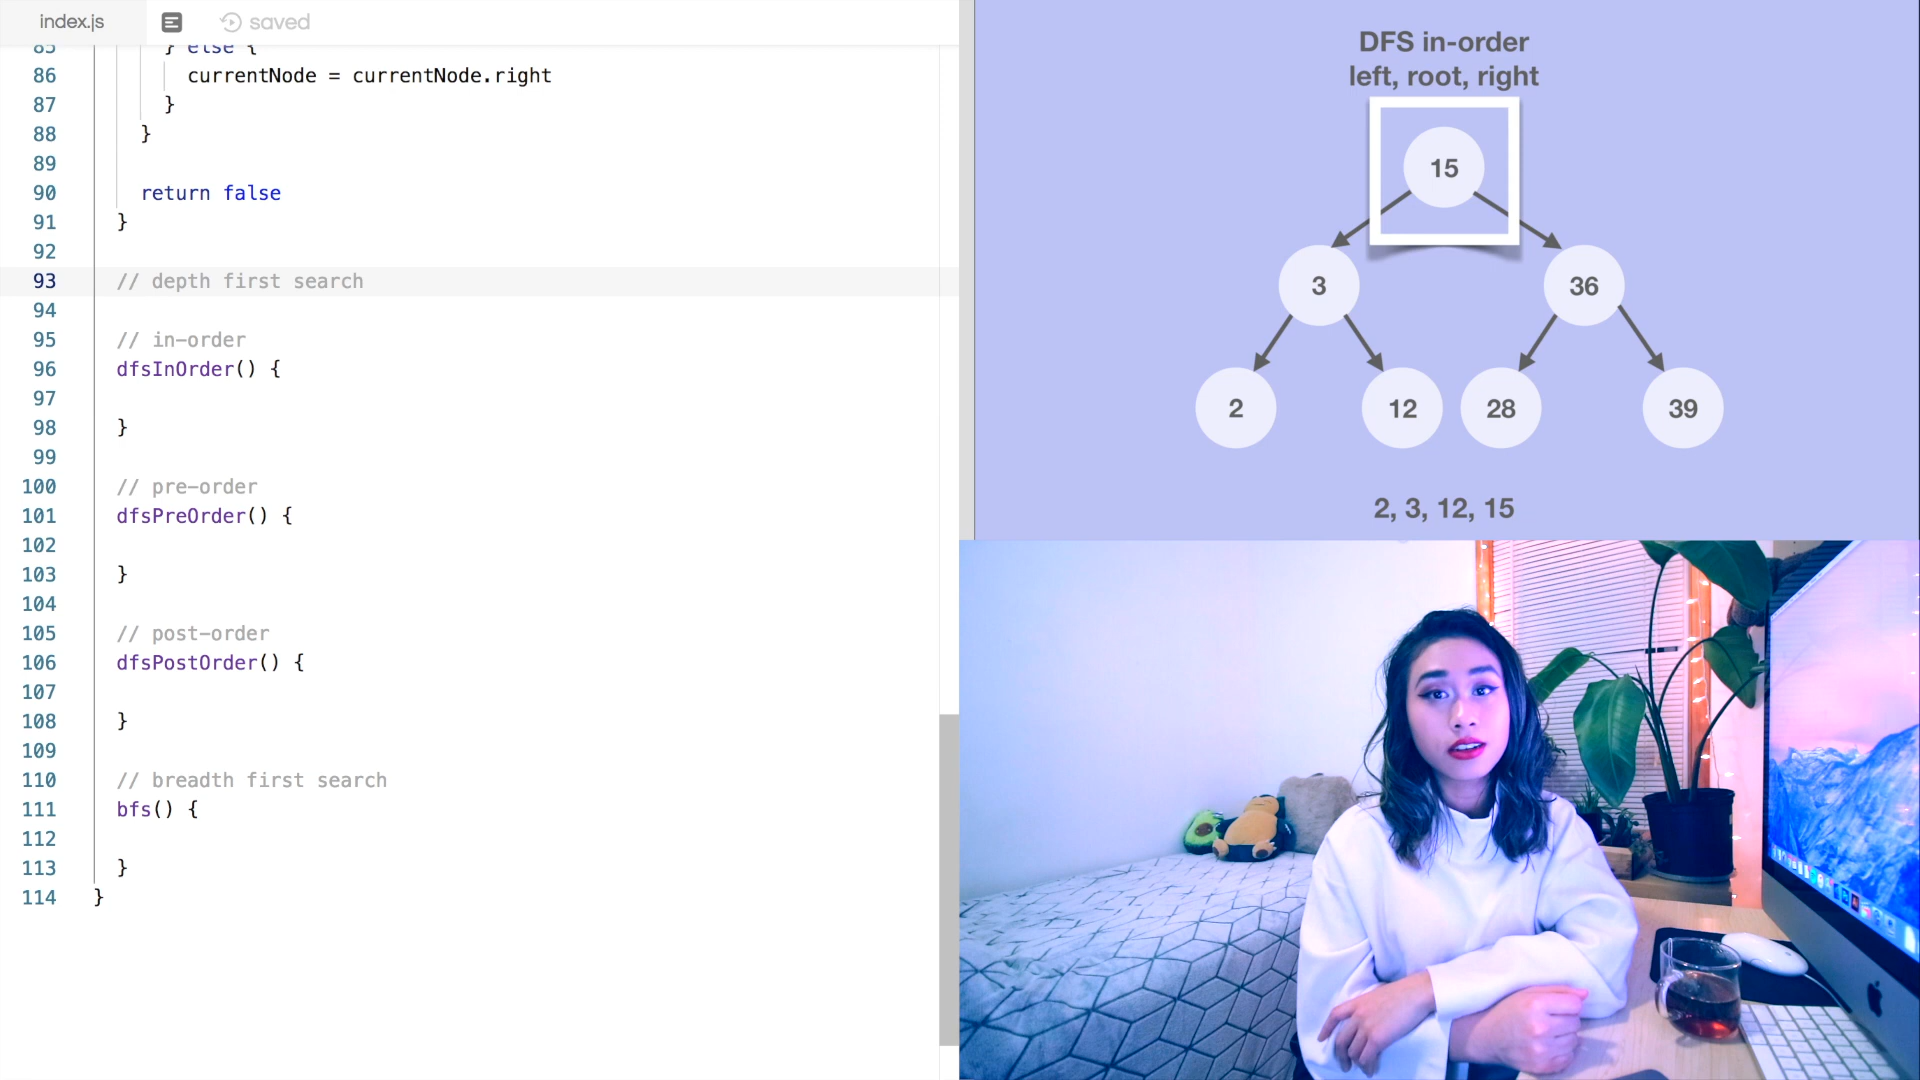 index.js
saved
85 } else {
86 currentNode = currentNode.right
87 }
88 }
89
90 return false
91 }
92
93 // depth first search
94
95 // in-order
96 dfsInOrder() {
97
98 }
99
100 // pre-order
101 dfsPreOrder() {
102
103 }
104
105 // post-order
106 dfsPostOrder() {
107
108 }
109
110 // breadth first search
111 bfs() {
112
113 }
114 }
DFS in-order
left, root, right
15
3
36
2
12
28
39
2, 3, 12, 15